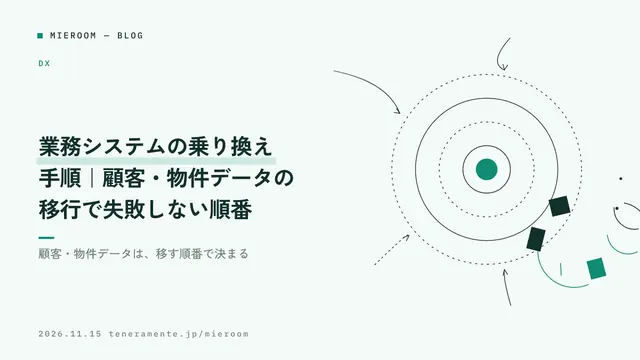 MIEROOM — BLOG
DX
業務システムの乗り換え
手順｜顧客・物件データの
移行で失敗しない順番
顧客・物件データは、移す順番で決まる
2026.11.15 teneramente.jp/mieroom